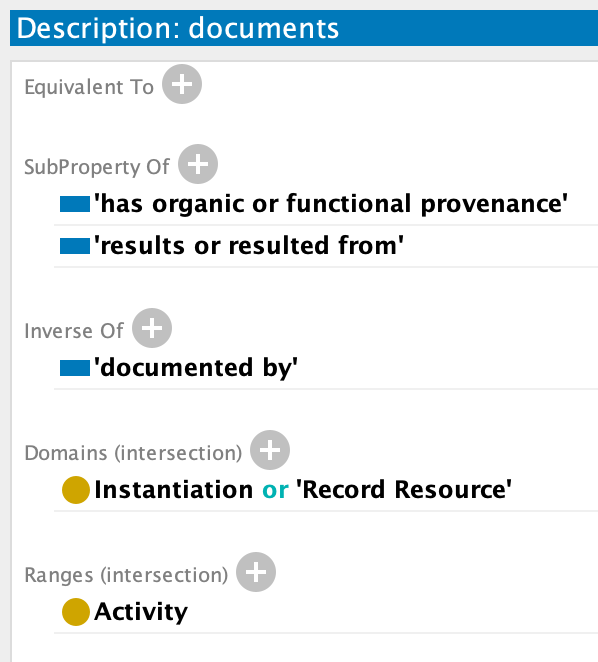 Description: documents
Equivalent To
SubProperty Of
'has organic or functional provenance'
'results or resulted from'
Inverse Of
'documented by'
Domains (intersection)
Instantiation or 'Record Resource'
Ranges (intersection)
Activity